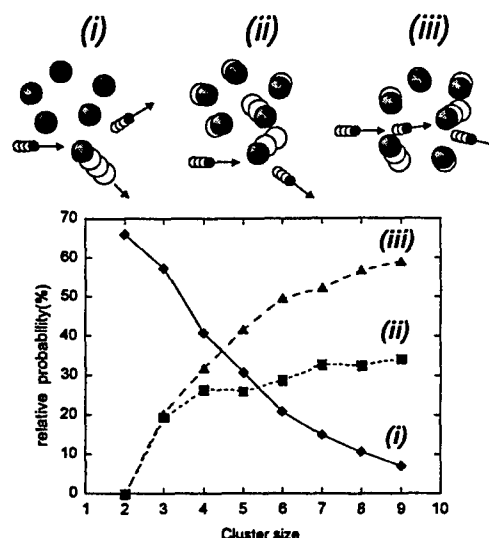 (i) (ii) (iii)
70
60
50
40
30
20
10
0
relative probability(%)
(iii)
(ii)
(i)
1 2 3 4 5 6 7 8 9 10
Cluster size